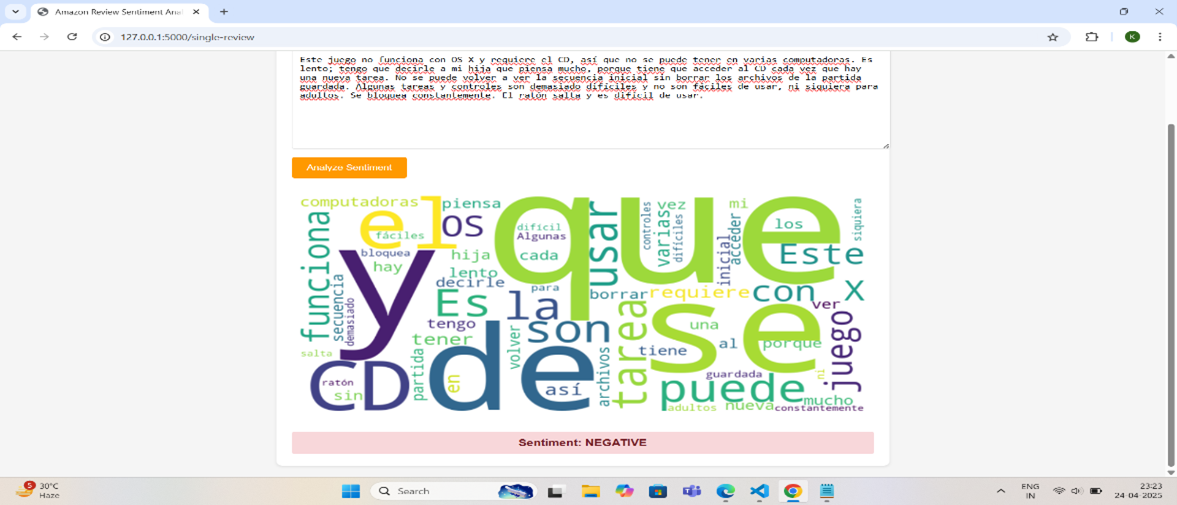 Amazon Review Sentiment Anal
127.0.0.1:5000/single-review
K
Este juego no funciona con OS X y requiere el CD, así que no se puede tener en varias computadoras. Es
lento; tengo que decirle a mi hija que piensa mucho, porque tiene que acceder al CD cada vez que hay
una nueva tarea. No se puede volver a ver la secuencia inicial sin borrar los archivos de la partida
guardada. Algunas tareas y controles son demasiado difíciles y no son fáciles de usar, ni siquiera para
adultos. Se bloquea constantemente. El ratón salta y es difícil de usar.
Analyze Sentiment
computadoras
piensa
vez
mi
funciona
el
os
que
usar
controles
varias
difíciles
inicial
acceder
los
siquiera
difícil
Algunas
fáciles
bloquea
hay
hija
cada
Este
y
lento
decirle
para
borrar
requiere
con
X
secuencia
demasiado
Es
la
ver
tengo
son
tener
volver
una
al
porque
juego
tiene
se
tarea
salta
CD
ratón
sin
partida
en
de
así
archivos
guardada
puede
ni
mucho
adultos
nueva
constantemente
Sentiment: NEGATIVE
5
30°C
Haze
Search
ENG
IN
23:23
24-04-2025